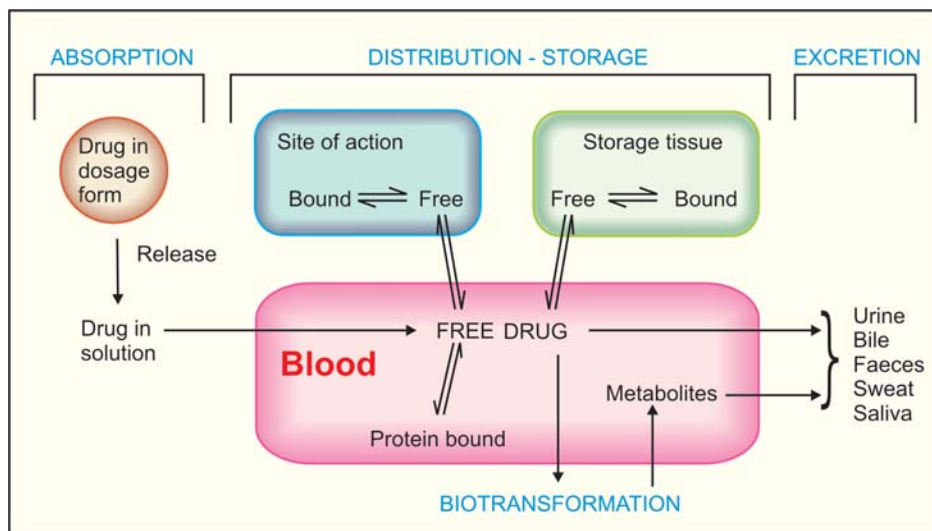 ABSORPTION
DISTRIBUTION - STORAGE
EXCRETION
Drug in
dosage
form
Release
Drug in
solution
Site of action
Bound Free
Storage tissue
Free Bound
FREE DRUG
Blood
Protein bound
Metabolites
BIOTRANSFORMATION
Urine
Bile
Faeces
Sweat
Saliva